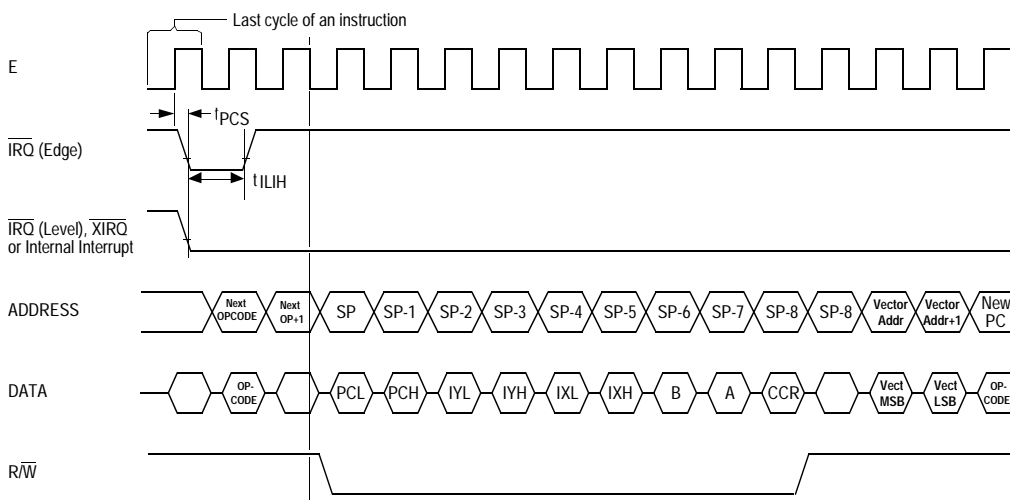 Last cycle of an instruction
E
tPCS
IRQ (Edge)
tILIH
IRQ (Level), XIRQ
or Internal Interrupt
ADDRESS
Next OPCODE
Next OP+1
SP
SP-1
SP-2
SP-3
SP-4
SP-5
SP-6
SP-7
SP-8
SP-8
Vector Addr
Vector Addr+1
New PC
DATA
OP-CODE
PCL
PCH
IYL
IYH
IXL
IXH
B
A
CCR
Vect MSB
Vect LSB
OP-CODE
R/W